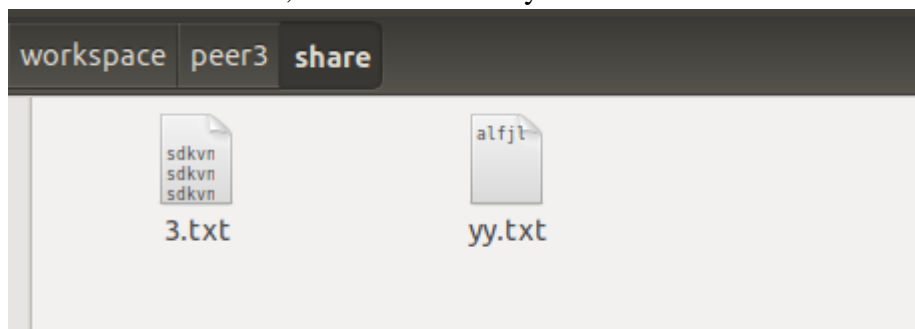 workspace peer3 share
sdkvn
sdkvn
sdkvn
alfjl
3.txt yy.txt